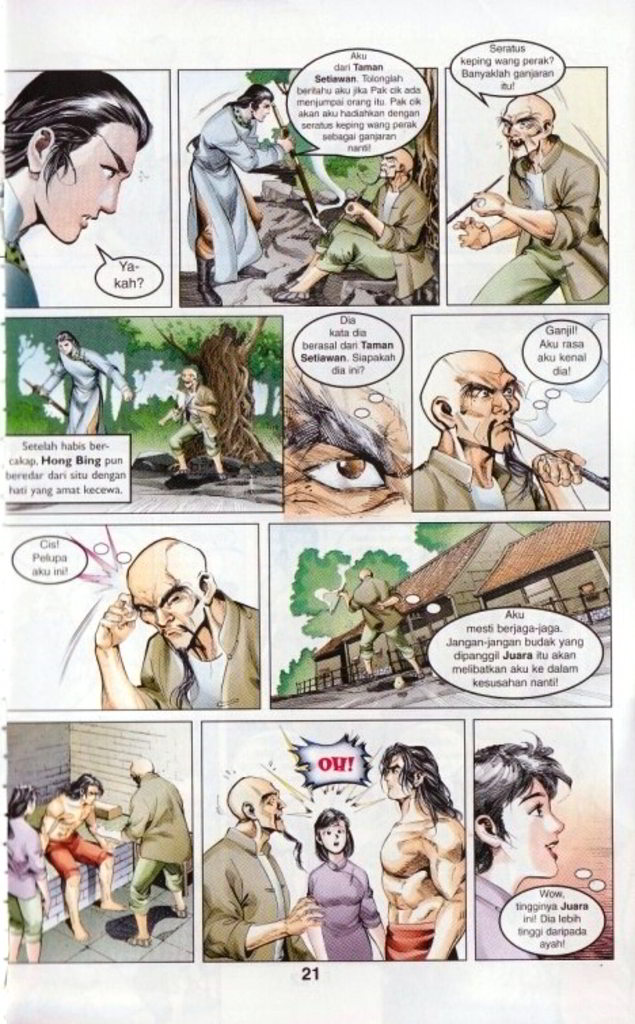 Ya-
kah?
Aku
dari Taman
Setiawan. Tolonglah
beritahu aku jika Pak cik ada
menjumpai orang itu. Pak cik
akan aku hadiahkan dengan
seratus keping wang perak
sebagai ganjaran
nanti!
Seratus
keping wang perak?
Banyaklah ganjaran
itu!
Setelah habis ber-
cakap, Hong Bing pun
beredar dari situ dengan
hati yang amat kecewa.
Dia
kata dia
berasal dari Taman
Setiawan. Siapakah
dia ini?
Ganjil!
Aku rasa
aku kenal
dia!
Cis!
Pelupa
aku ini!
Aku
mesti berjaga-jaga.
Jangan-jangan budak yang
dipanggil Juara itu akan
melibatkan aku ke dalam
kesusahan nanti!
OH!
Wow,
tingginya Juara
ini! Dia lebih
tinggi daripada
ayah!
21